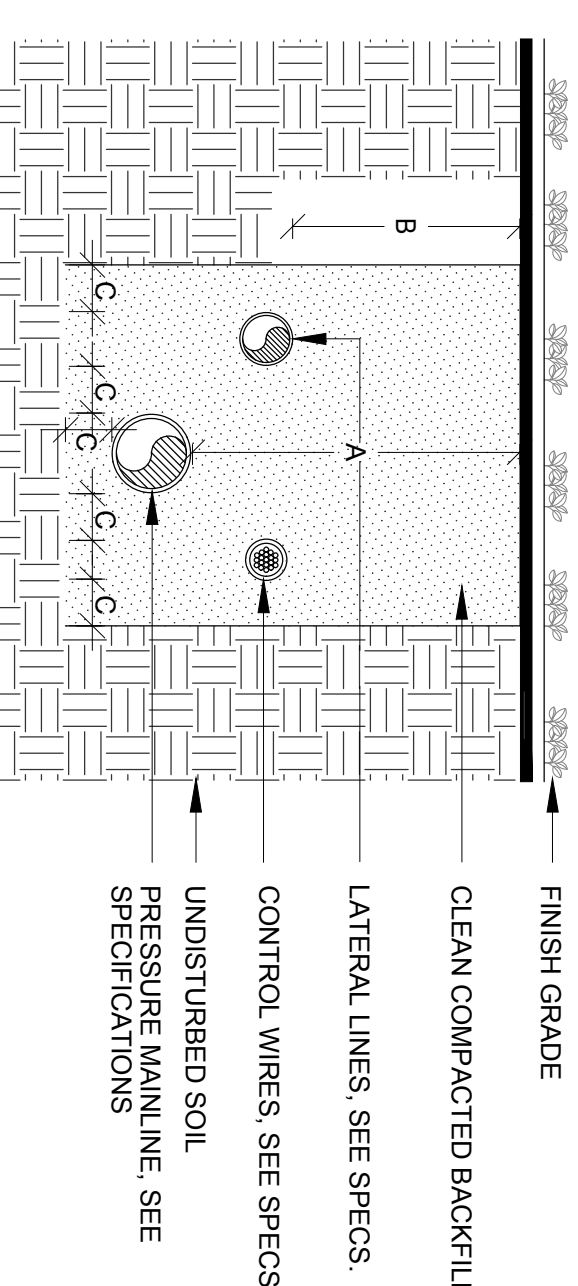 FINISH GRADE
CLEAN COMPACTED BACKFILL
B
A
LATERAL LINES, SEE SPECS.
CONTROL WIRES, SEE SPECS
UNDISTURBED SOIL
PRESSURE MAINLINE, SEE
SPECIFICATIONS
C
C
C
C
C